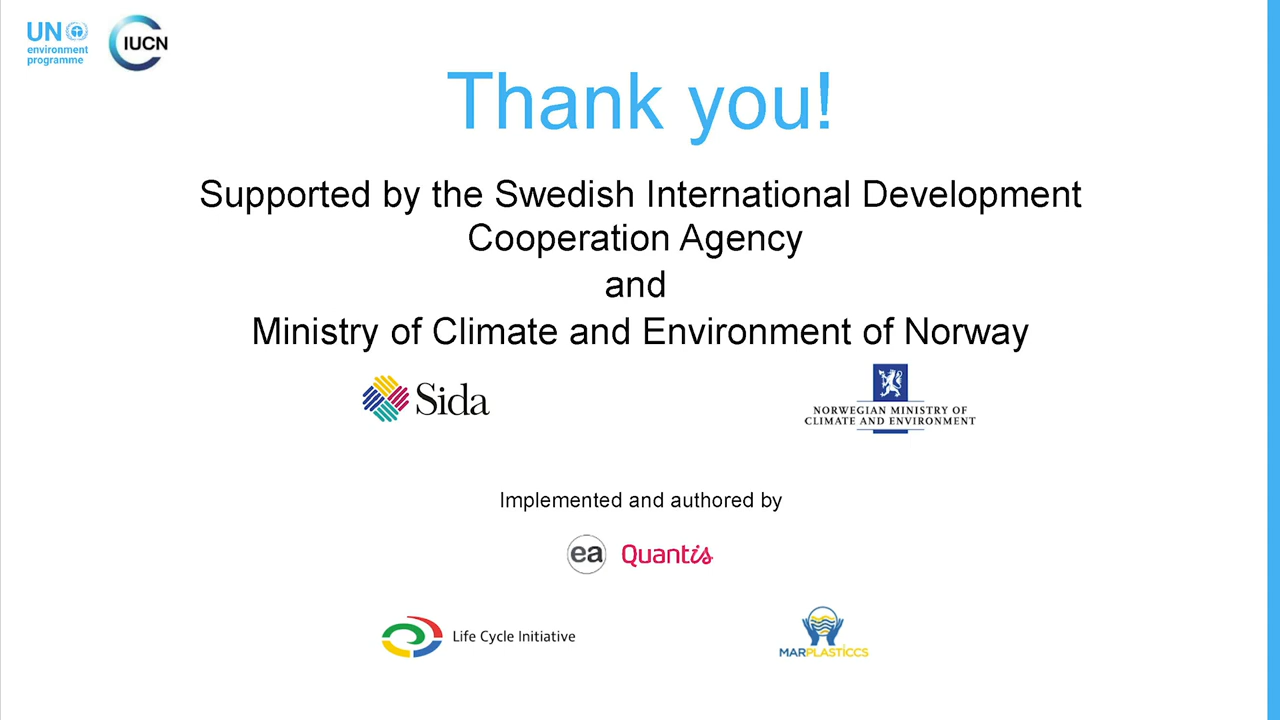 UN
environment
programme
IUCN
Thank you!
Supported by the Swedish International Development
Cooperation Agency
and
Ministry of Climate and Environment of Norway
Sida
NORWEGIAN MINISTRY OF
CLIMATE AND ENVIRONMENT
Implemented and authored by
ea Quantis
Life Cycle Initiative
MARPLASTICCS